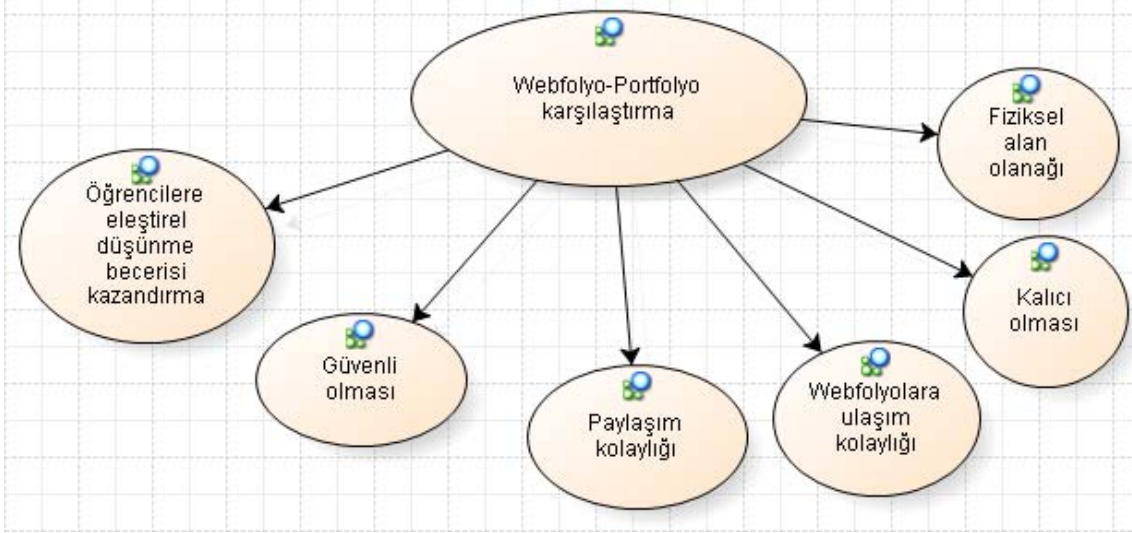 Webfolyo-Portfolyo
karşılaştırma
Fiziksel
alan
olanağı
Öğrencilere
eleştirel
düşünme
becerisi
kazandırma
Kalıcı
olması
Güvenli
olması
Paylaşım
kolaylığı
Webfolyolara
ulaşım
kolaylığı